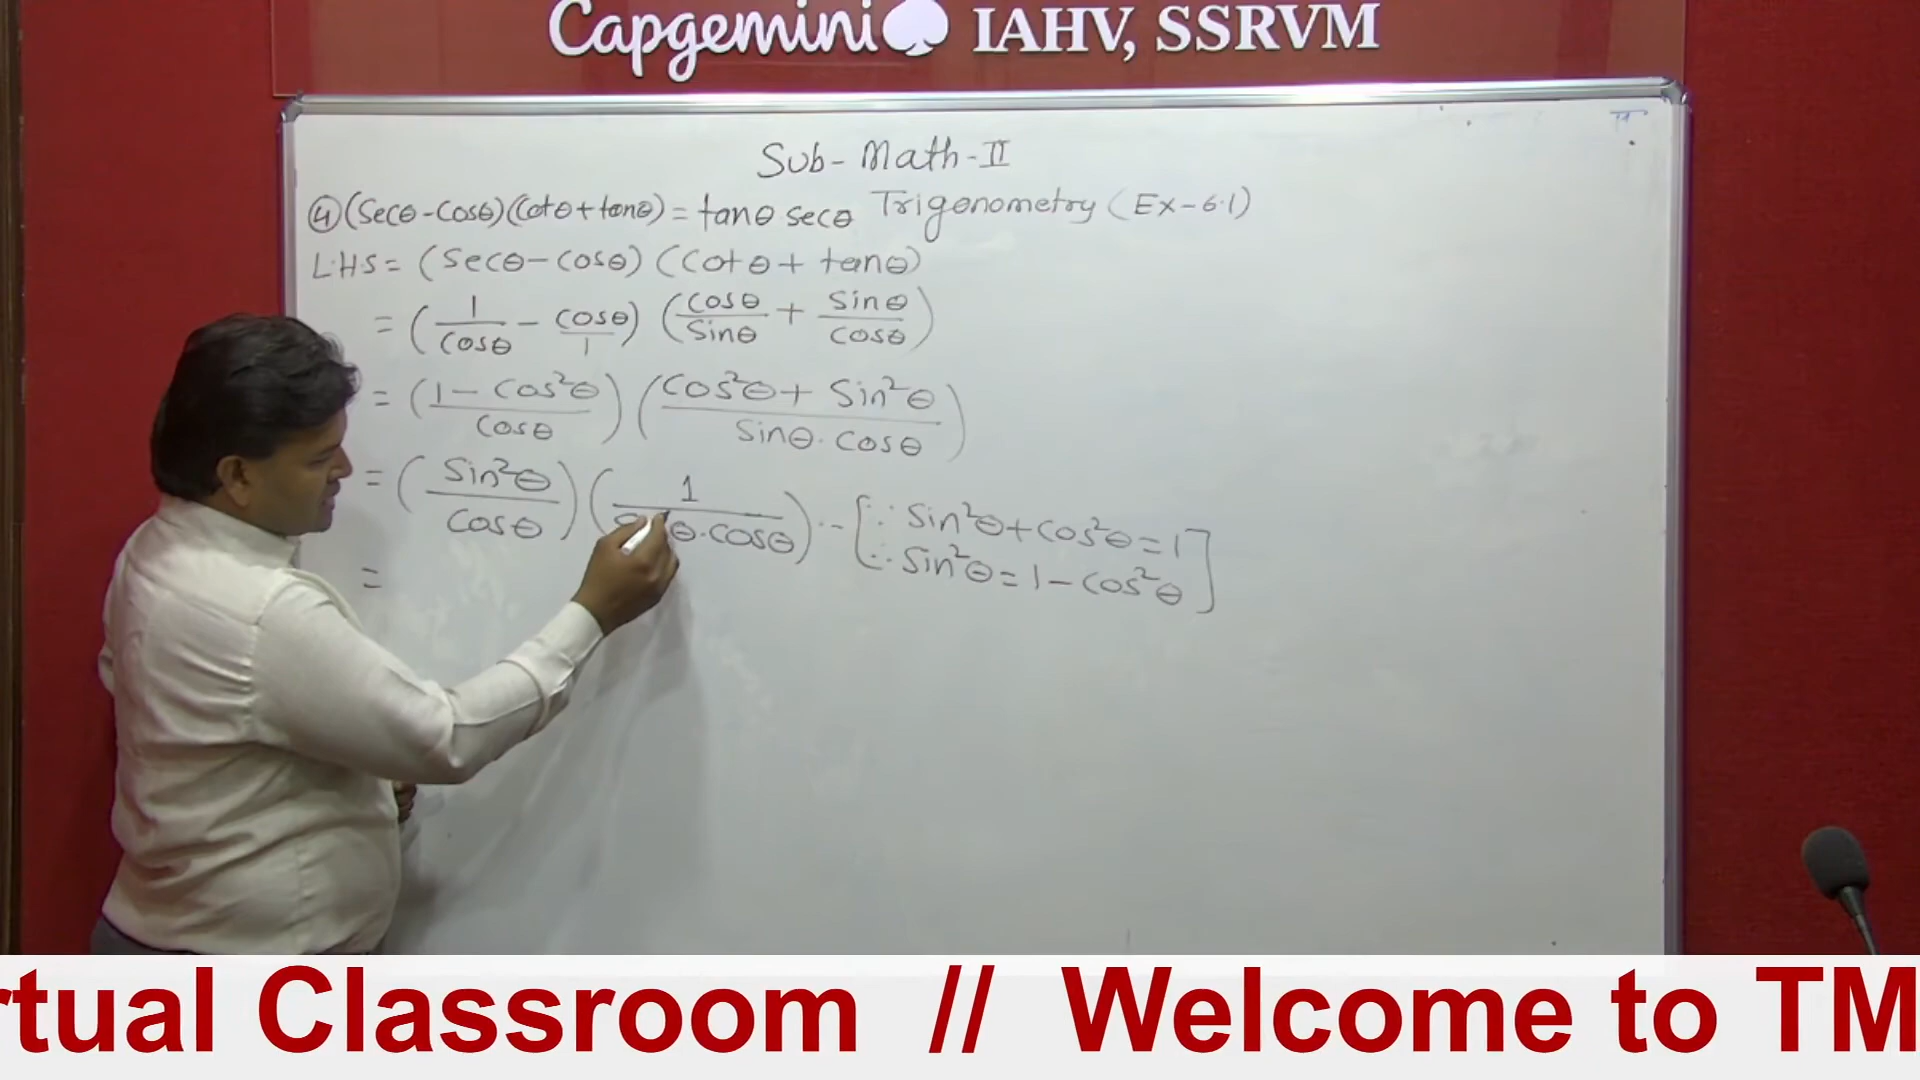 Capgemini IAHV, SSRVM
Sub- Math-II
④ (Secθ-Cosθ)(Cotθ+tanθ) = tanθ secθ Trigenometry (Ex-6.1)
L.H.S = (Secθ-cosθ) (Cotθ+ tanθ)
= (1/Cosθ - cosθ/1) (cosθ/Sinθ + Sinθ/Cosθ)
= (1- Cos²θ/Cosθ) (Cos²θ+ Sin²θ/Sinθ. Cosθ)
= (Sin²θ/Cosθ) (1/θ.cosθ) -- [∵ Sin²θ+cos²θ=1
∴ Sin²θ=1-Cos²θ]
=
rtual Classroom // Welcome to TM